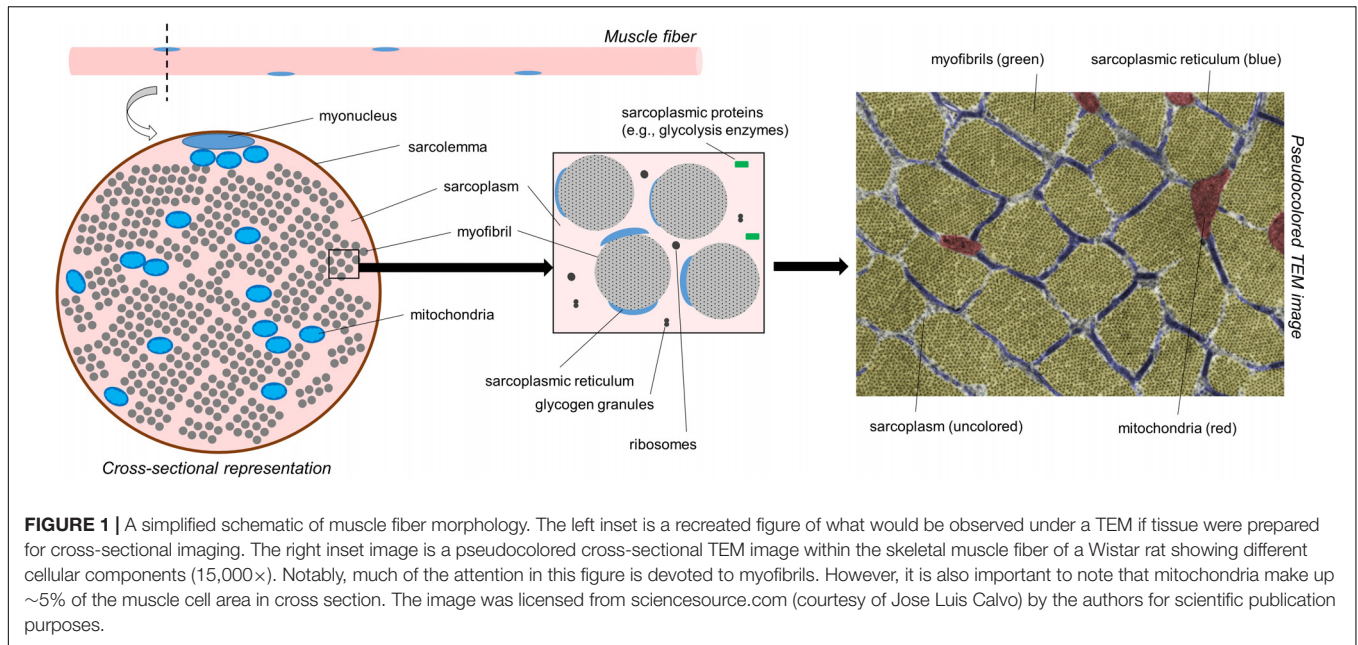 Muscle fiber
myonucleus
sarcolemma
sarcoplasm
myofibril
mitochondria
Cross-sectional representation
sarcoplasmic proteins
(e.g., glycolysis enzymes)
sarcoplasmic reticulum
glycogen granules
ribosomes
myofibrils (green)
sarcoplasmic reticulum (blue)
Pseudocolored TEM image
sarcoplasm (uncolored)
mitochondria (red)
FIGURE 1 | A simplified schematic of muscle fiber morphology. The left inset is a recreated figure of what would be observed under a TEM if tissue were prepared
for cross-sectional imaging. The right inset image is a pseudocolored cross-sectional TEM image within the skeletal muscle fiber of a Wistar rat showing different
cellular components (15,000×). Notably, much of the attention in this figure is devoted to myofibrils. However, it is also important to note that mitochondria make up
∼5% of the muscle cell area in cross section. The image was licensed from sciencesource.com (courtesy of Jose Luis Calvo) by the authors for scientific publication
purposes.